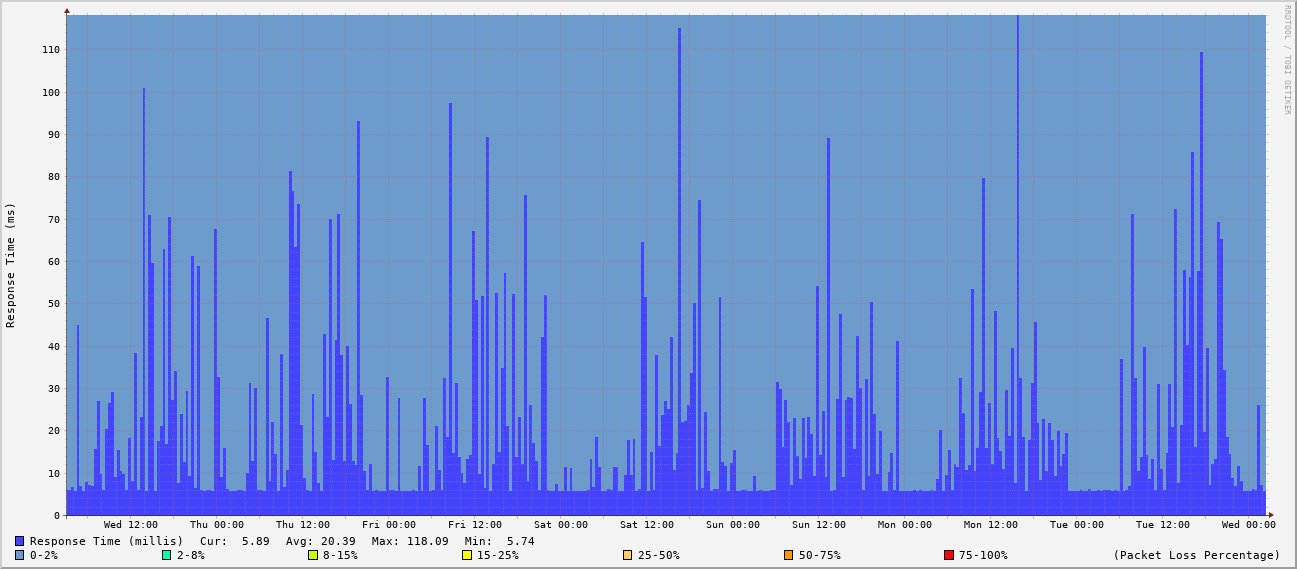 RRDTOOL / TOBI OETIKER
Response Time (ms)
110
100
90
80
70
60
50
40
30
20
10
0
Wed 12:00 Thu 00:00 Thu 12:00 Fri 00:00 Fri 12:00 Sat 00:00 Sat 12:00 Sun 00:00 Sun 12:00 Mon 00:00 Mon 12:00 Tue 00:00 Tue 12:00 Wed 00:00
Response Time (millis) Cur: 5.89 Avg: 20.39 Max: 118.09 Min: 5.74
0-2% 2-8% 8-15% 15-25% 25-50% 50-75% 75-100% (Packet Loss Percentage)